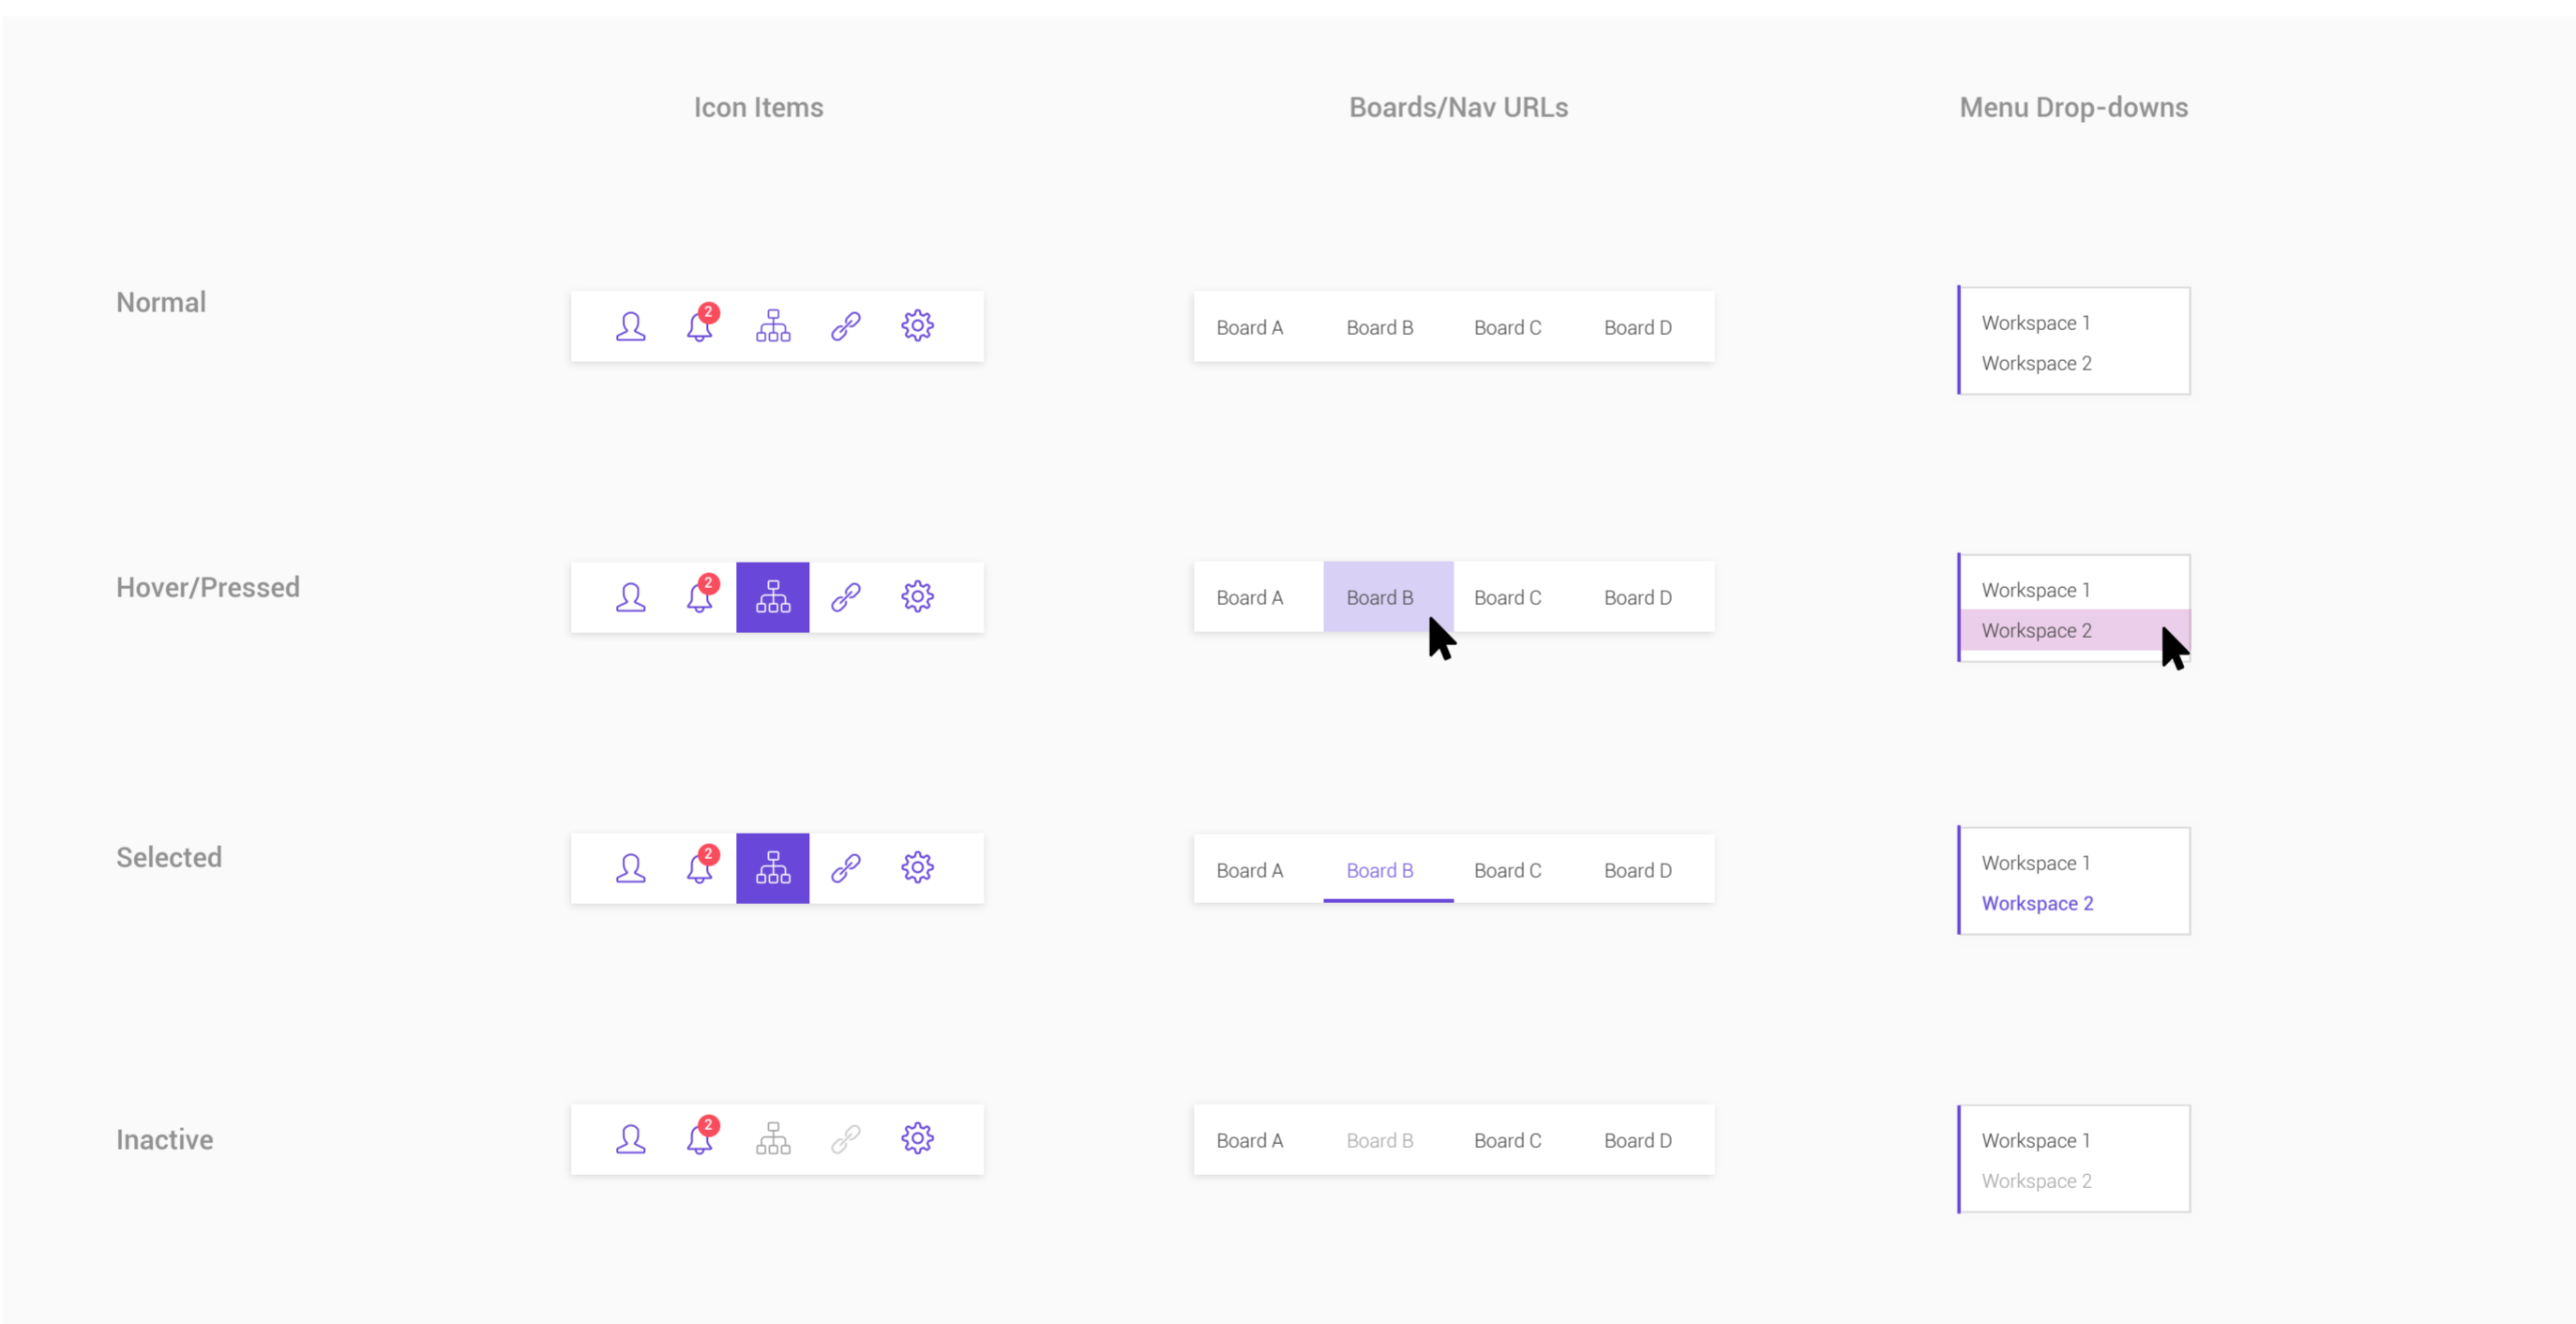 Icon Items Boards/Nav URLs Menu Drop-downs
Normal
2
Board A Board B Board C Board D
Workspace 1
Workspace 2
Hover/Pressed
2
Board A Board B Board C Board D
Workspace 1
Workspace 2
Selected
2
Board A Board B Board C Board D
Workspace 1
Workspace 2
Inactive
2
Board A Board B Board C Board D
Workspace 1
Workspace 2